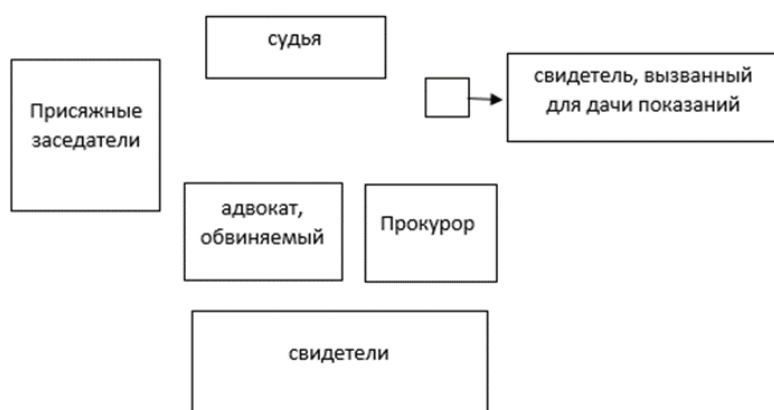 судья
Присяжные
заседатели
свидетель, вызванный
для дачи показаний
адвокат,
обвиняемый
Прокурор
свидетели